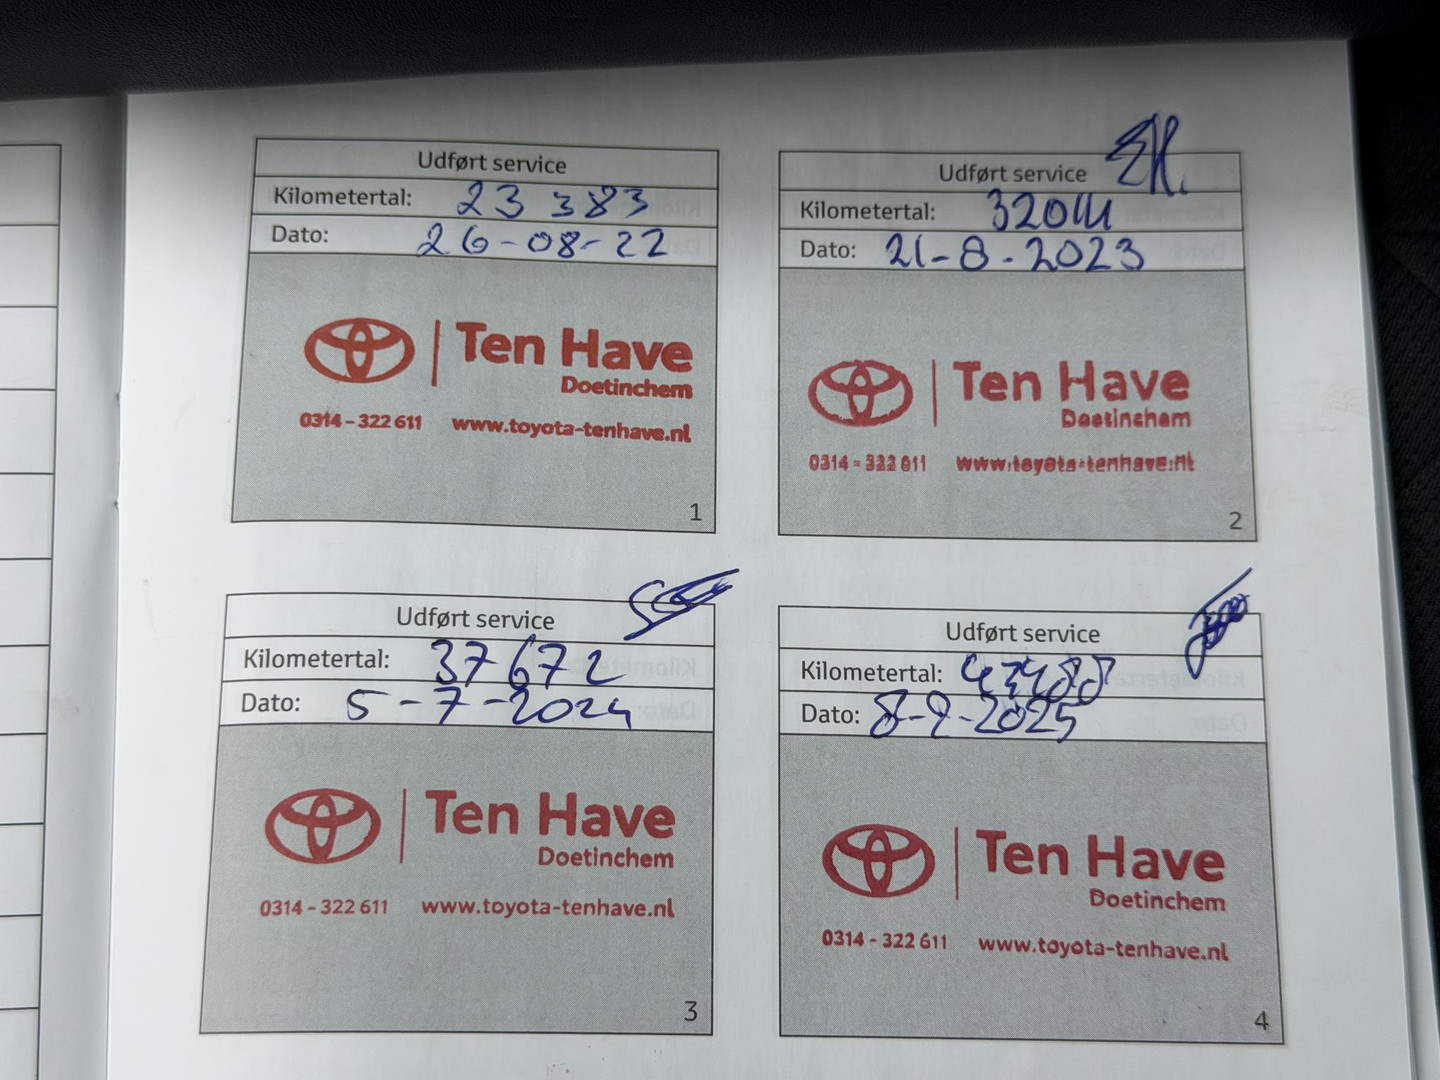 Udført service
Kilometertal: 23 383
Dato: 26-08-22
Ten Have
Doetinchem
0314-322 611 www.toyota-tenhave.nl
1
Udført service
Kilometertal:
Dato: 21-8-2023
Ten Have
Doetinchem
0314-322 611 www.toyota-tenhave.nl
2
Udført service
Kilometertal: 37672
Dato: 5-7-2024
Ten Have
Doetinchem
0314-322 611 www.toyota-tenhave.nl
3
Udført service
Kilometertal:
Dato: 8-9-2025
Ten Have
Doetinchem
0314-322 611 www.toyota-tenhave.nl
4